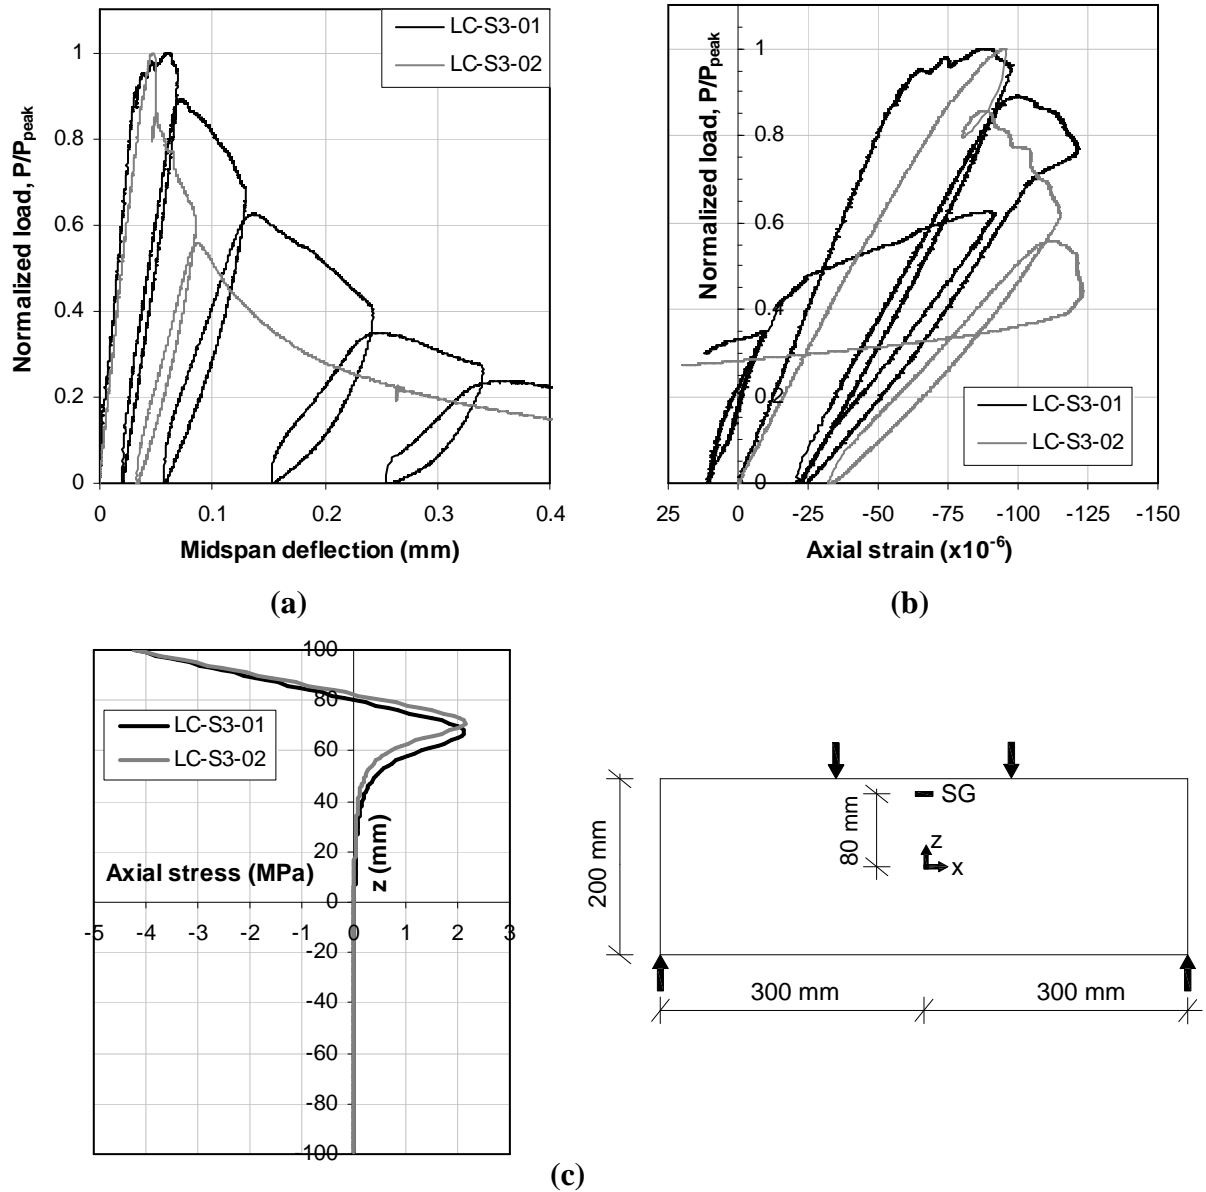 LC-S3-01
LC-S3-02
Normalized load, P/Ppeak
1
0.8
0.6
0.4
0.2
0
0 0.1 0.2 0.3 0.4
Midspan deflection (mm)
(a)
Normalized load, P/Ppeak
1
0.8
0.6
0.4
0.2
0
LC-S3-01
LC-S3-02
25 0 -25 -50 -75 -100 -125 -150
Axial strain (x10-6)
(b)
100
80
60
40
20
0
-20
-40
-60
-80
-100
LC-S3-01
LC-S3-02
Axial stress (MPa)
z (mm)
-5 -4 -3 -2 -1 0 1 2 3
SG
80 mm
z
x
200 mm
300 mm 300 mm
(c)